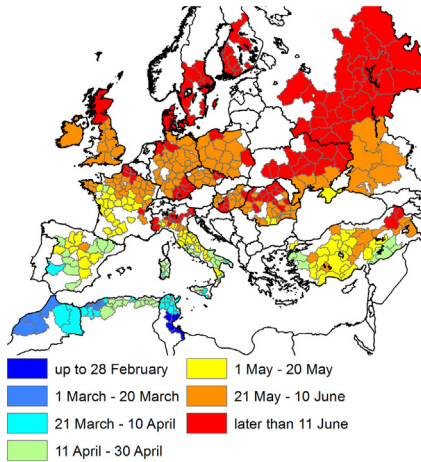 up to 28 February
1 March - 20 March
21 March - 10 April
11 April - 30 April
1 May - 20 May
21 May - 10 June
later than 11 June